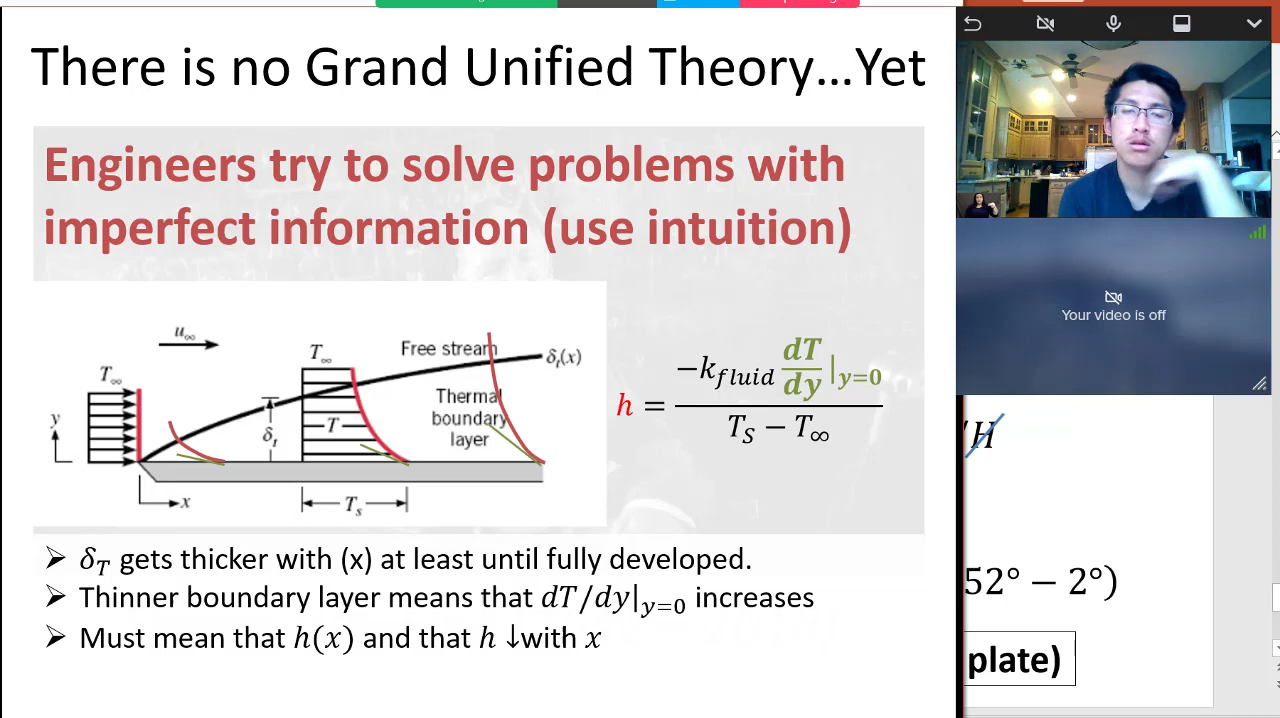 There is no Grand Unified Theory...Yet
Engineers try to solve problems with
imperfect information (use intuition)
u∞
T∞
T∞
Free stream
δt(x)
y
δt
T
Thermal
boundary
layer
x
Ts
h = −kfluid dT/dy|y=0 / TS − T∞
➢ δT gets thicker with (x) at least until fully developed.
➢ Thinner boundary layer means that dT/dy|y=0 increases
➢ Must mean that h(x) and that h ↓with x
Your video is off
/H
52° − 2°)
plate)